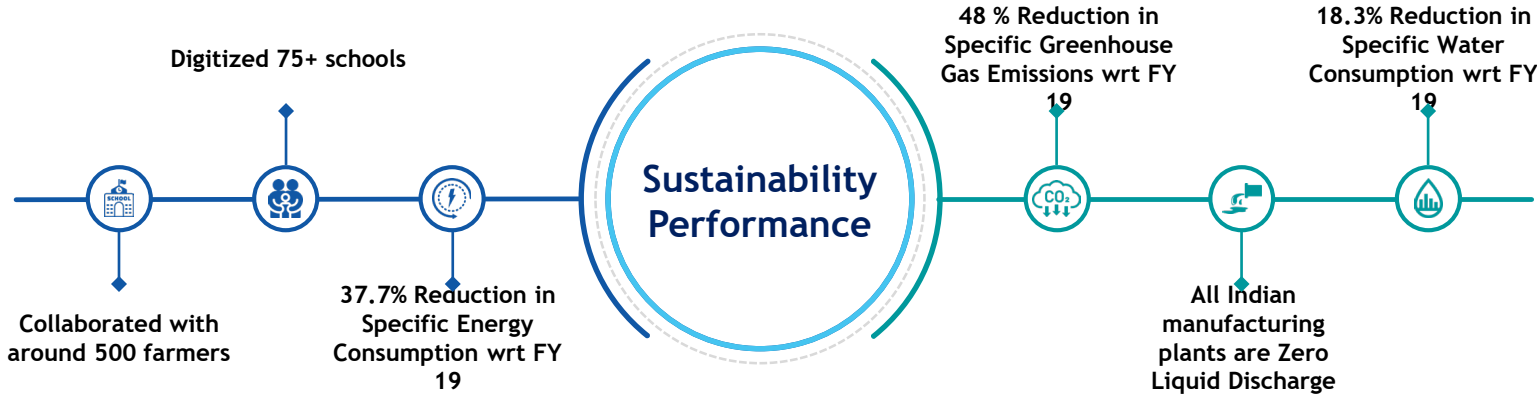 Digitized 75+ schools
SCHOOL
Collaborated with
around 500 farmers
37.7% Reduction in
Specific Energy
Consumption wrt FY
19
Sustainability
Performance
48 % Reduction in
Specific Greenhouse
Gas Emissions wrt FY
19
CO₂
All Indian
manufacturing
plants are Zero
Liquid Discharge
18.3% Reduction in
Specific Water
Consumption wrt FY
19